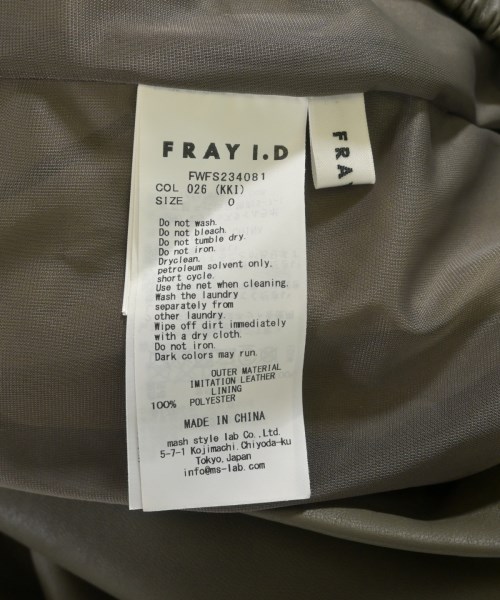 FRAY I.D
FRA
FWFS234081
COL 026 (KKI)
SIZE 0
Do not wash.
Do not bleach.
Do not tumble dry.
Do not iron.
Dryclean.
petroleum solvent only,
short cycle.
Use the net when cleaning.
Wash the laundry
separately from
other laundry.
Wipe off dirt immediately
with a dry cloth.
Do not iron.
Dark colors may run.
OUTER MATERIAL
IMITATION LEATHER
LINING
100% POLYESTER
MADE IN CHINA
mash style lab Co.,Ltd.
5-7-1 Kojimachi,Chiyoda-ku
Tokyo,Japan
info@ms-lab.com